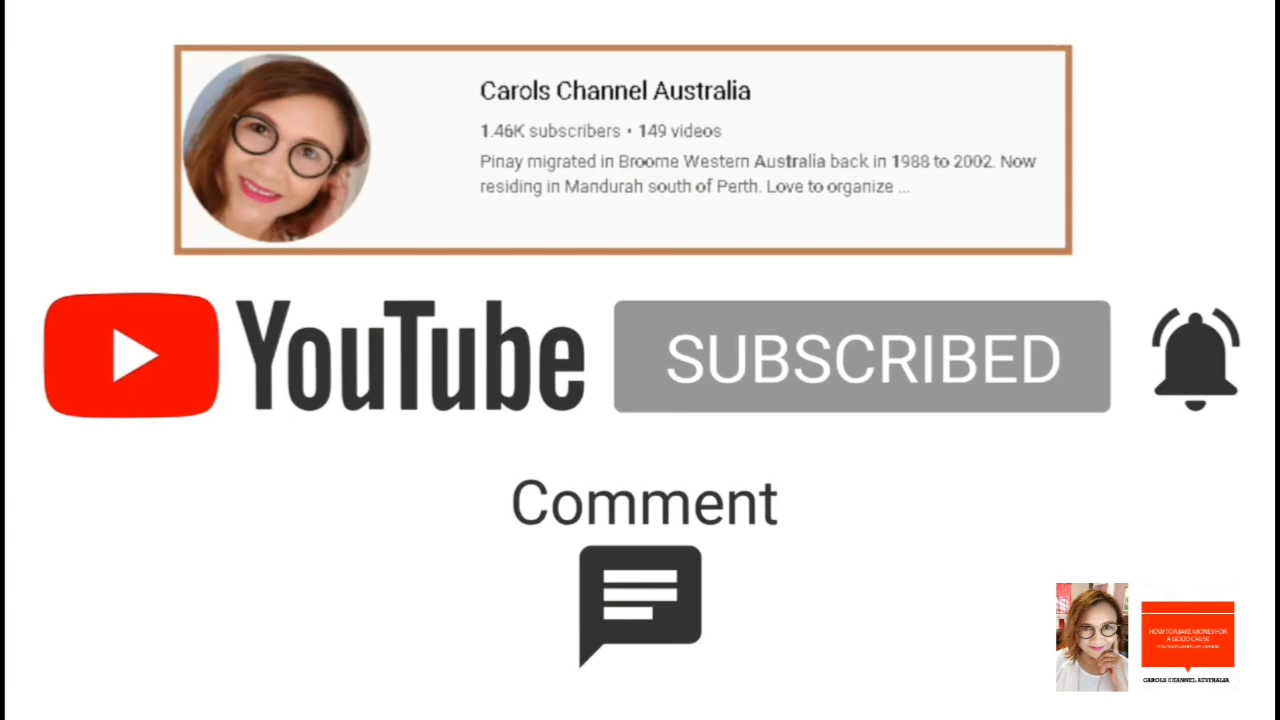 Carols Channel Australia
1.46K subscribers • 149 videos
Pinay migrated in Broome Western Australia back in 1988 to 2002. Now
residing in Mandurah south of Perth. Love to organize ...
YouTube SUBSCRIBED
Comment
HOW TO MAKE MONEY FOR
A GOOD CAUSE
CAROLS CHANNEL AUSTRALIA